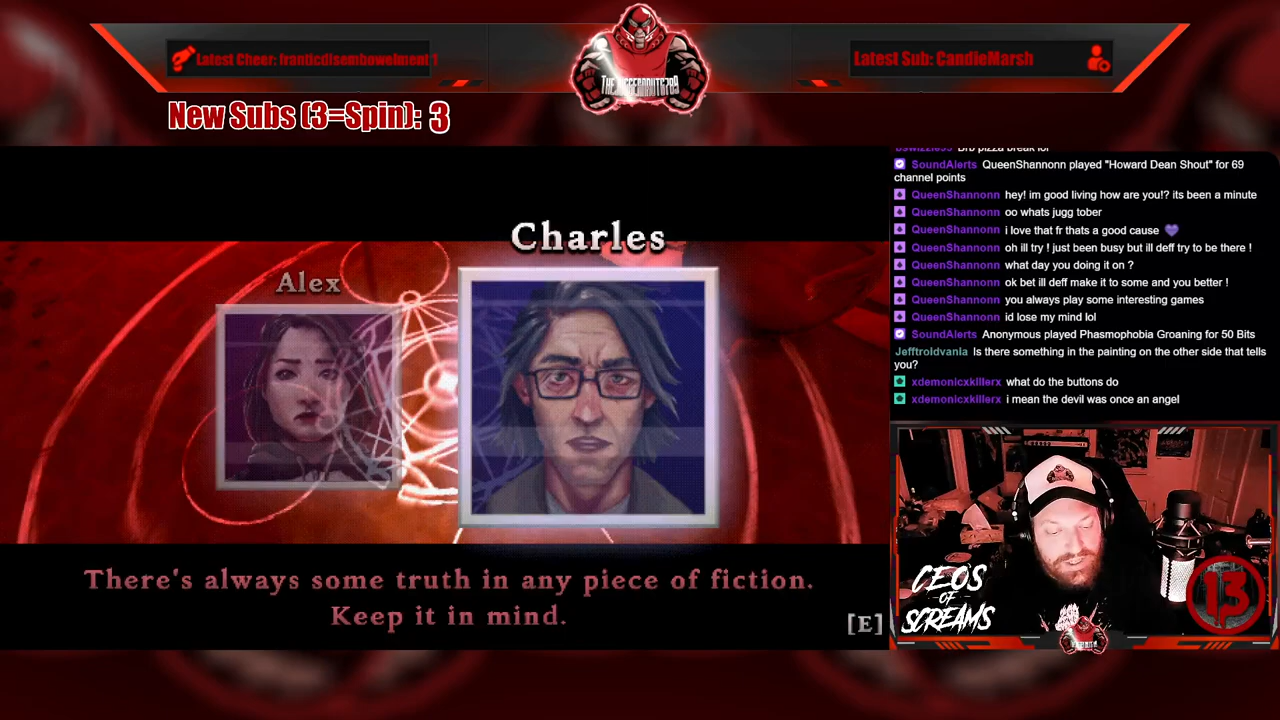 Latest Cheer: franticdisembowelment 1
Latest Sub: CandieMarsh
New Subs (3=Spin): 3
Charles
Alex
There's always some truth in any piece of fiction.
Keep it in mind.
[E]
Brb pizza break lol
SoundAlerts QueenShannonn played "Howard Dean Shout" for 69
channel points
QueenShannonn hey! im good living how are you!? its been a minute
QueenShannonn oo whats jugg tober
QueenShannonn i love that fr thats a good cause
QueenShannonn oh ill try ! just been busy but ill deff try to be there !
QueenShannonn what day you doing it on ?
QueenShannonn ok bet ill deff make it to some and you better !
QueenShannonn you always play some interesting games
QueenShannonn id lose my mind lol
SoundAlerts Anonymous played Phasmophobia Groaning for 50 Bits
Jefftroldvania Is there something in the painting on the other side that tells
you?
xdemonicxkillerx what do the buttons do
xdemonicxkillerx i mean the devil was once an angel
CEOS
OF
SCREAMS
13